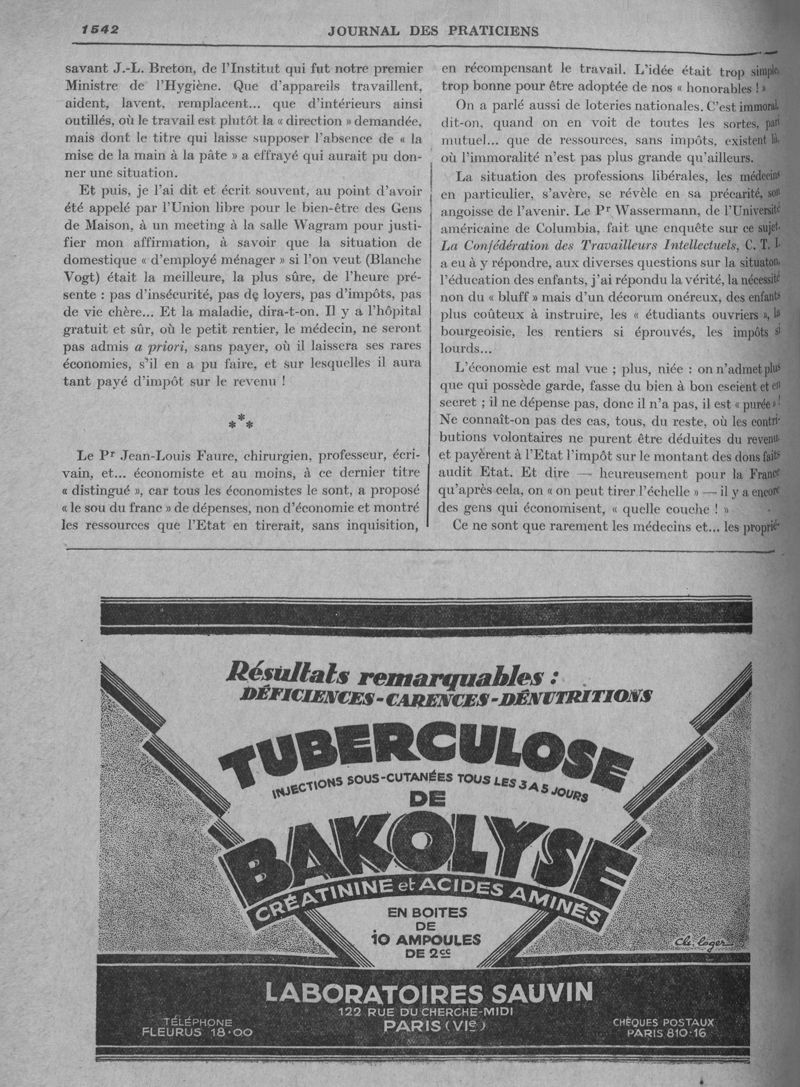 1542
JOURNAL DES PRATICIENS
savant J.-L. Breton, de l'Institut qui fut notre premier
Ministre de l'Hygiène. Que d'appareils travaillent,
aident, lavent, remplacent... que d'intérieurs ainsi
outillés, où le travail est plutôt la « direction » demandée,
mais dont le titre qui laisse supposer l'absence de « la
mise de la main à la pâte » a effrayé qui aurait pu don-
ner une situation.
Et puis, je l'ai dit et écrit souvent, au point d'avoir
été appelé par l'Union libre pour le bien-être des Gens
de Maison, à un meeting à la salle Wagram pour justi-
fier mon affirmation, à savoir que la situation de
domestique « d'employé ménager » si l'on veut (Blanche
Vogt) était la meilleure, la plus sûre, de l'heure pré-
sente : pas d'insécurité, pas de loyers, pas d'impôts, pas
de vie chère... Et la maladie, dira-t-on. Il y a l'hôpital
gratuit et sûr, où le petit rentier, le médecin, ne seront
pas admis a priori, sans payer, où il laissera ses rares
économies, s'il en a pu faire, et sur lesquelles il aura
tant payé d'impôt sur le revenu !
***
Le Pr Jean-Louis Faure, chirurgien, professeur, écri-
vain, et... économiste et au moins, à ce dernier titre
« distingué », car tous les économistes le sont, a proposé
« le sou du franc » de dépenses, non d'économie et montré
les ressources que l'Etat en tirerait, sans inquisition,
en récompensant le travail. L'idée était trop simple,
trop bonne pour être adoptée de nos « honorables ! »
On a parlé aussi de loteries nationales. C'est immoral,
dit-on, quand on en voit de toutes les sortes, pari
mutuel... que de ressources, sans impôts, existent là,
où l'immoralité n'est pas plus grande qu'ailleurs.
La situation des professions libérales, les médecins
en particulier, s'avère, se révèle en sa précarité, son
angoisse de l'avenir. Le Pr Wassermann, de l'Université
américaine de Columbia, fait une enquête sur ce sujet.
La Confédération des Travailleurs Intellectuels, C. T. I.
a eu à y répondre, aux diverses questions sur la situaton,
l'éducation des enfants, j'ai répondu la vérité, la nécessité
non du « bluff » mais d'un décorum onéreux, des enfants
plus coûteux à instruire, les « étudiants ouvriers », la
bourgeoisie, les rentiers si éprouvés, les impôts si
lourds...
L'économie est mal vue ; plus, niée : on n'admet plus
que qui possède garde, fasse du bien à bon escient et en
secret ; il ne dépense pas, donc il n'a pas, il est « purée » !
Ne connaît-on pas des cas, tous, du reste, où les contri-
butions volontaires ne purent être déduites du revenu,
et payèrent à l'Etat l'impôt sur le montant des dons faits
audit Etat. Et dire — heureusement pour la France
qu'après cela, on « on peut tirer l'échelle » — il y a encore
des gens qui économisent, « quelle couche ! »
Ce ne sont que rarement les médecins et... les proprié-
Résultats remarquables :
DÉFICIENCES-CARENCES-DÉNUTRITIONS
TUBERCULOSE
INJECTIONS SOUS-CUTANÉES TOUS LES 3 A 5 JOURS
DE
BAKOLYSE
CRÉATININE et ACIDES AMINÉS
EN BOITES
DE
10 AMPOULES
DE 2cc
Ch. Loger
LABORATOIRES SAUVIN
122 RUE DU CHERCHE-MIDI
PARIS (VIe)
TÉLÉPHONE
FLEURUS 18-00
CHÈQUES POSTAUX
PARIS 810-16